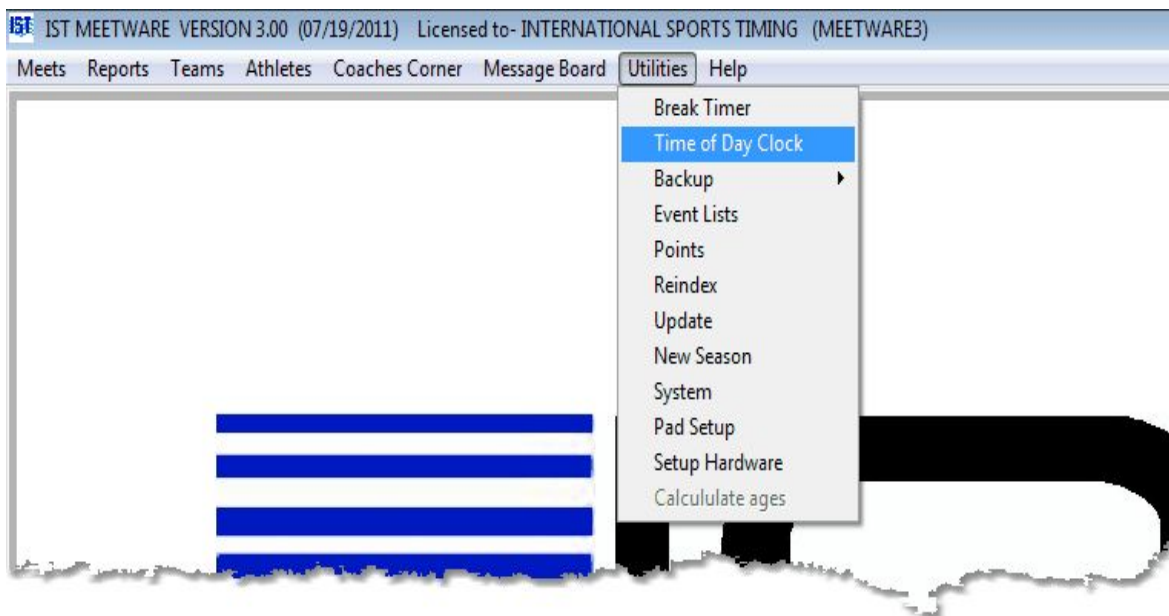 IST IST MEETWARE VERSION 3.00 (07/19/2011) Licensed to- INTERNATIONAL SPORTS TIMING (MEETWARE3)
Meets Reports Teams Athletes Coaches Corner Message Board Utilities Help
Break Timer
Time of Day Clock
Backup
Event Lists
Points
Reindex
Update
New Season
System
Pad Setup
Setup Hardware
Calcululate ages